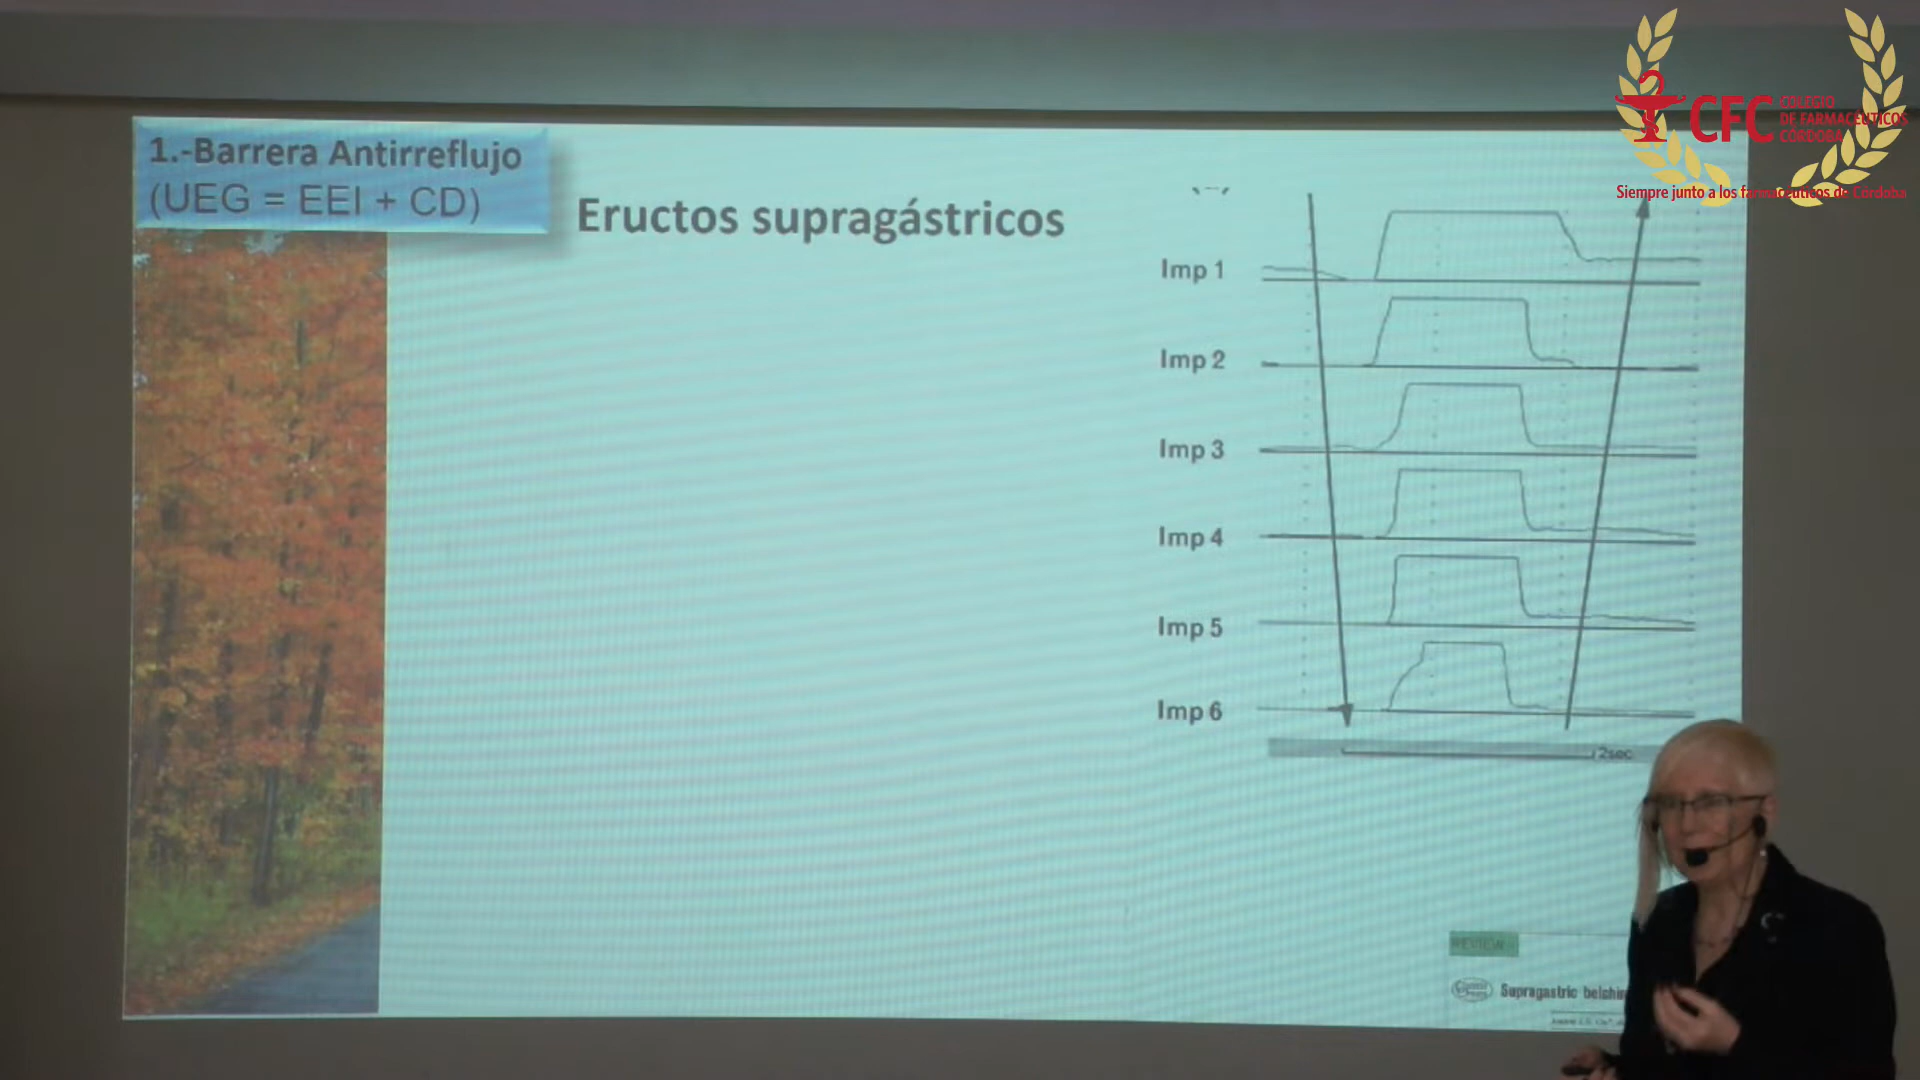 CFC
COLEGIO
DE FARMACÉUTICOS
CÓRDOBA
Siempre junto a los farmacéuticos de Córdoba
1.-Barrera Antirreflujo
(UEG = EEI + CD)
Eructos supragástricos
Imp 1
Imp 2
Imp 3
Imp 4
Imp 5
Imp 6
2sec
REVIEW
Supragastric